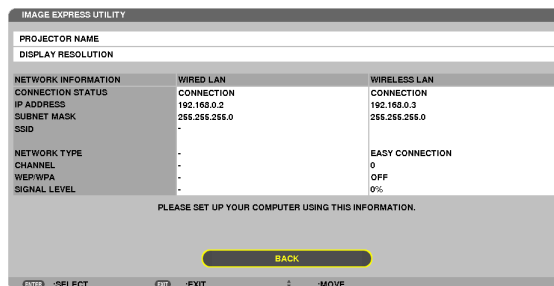 IMAGE EXPRESS UTILITY
PROJECTOR NAME
DISPLAY RESOLUTION
NETWORK INFORMATION WIRED LAN WIRELESS LAN
CONNECTION STATUS CONNECTION CONNECTION
IP ADDRESS 192.168.0.2 192.168.0.3
SUBNET MASK 255.255.255.0 255.255.255.0
SSID -
NETWORK TYPE - EASY CONNECTION
CHANNEL - 0
WEP/WPA - OFF
SIGNAL LEVEL - 0%
PLEASE SET UP YOUR COMPUTER USING THIS INFORMATION.
BACK
ENTER :SELECT EXIT :EXIT :MOVE